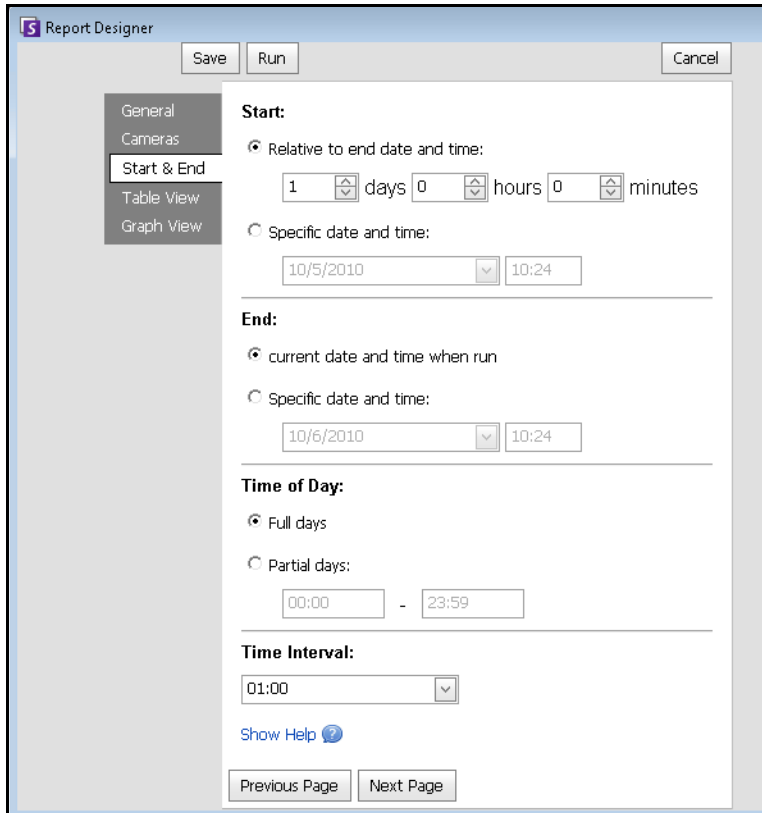 Report Designer
Save Run Cancel
General
Cameras
Start & End
Table View
Graph View
Start:
Relative to end date and time:
1 days 0 hours 0 minutes
Specific date and time:
10/5/2010 10:24
End:
current date and time when run
Specific date and time:
10/6/2010 10:24
Time of Day:
Full days
Partial days:
00:00 - 23:59
Time Interval:
01:00
Show Help ?
Previous Page Next Page